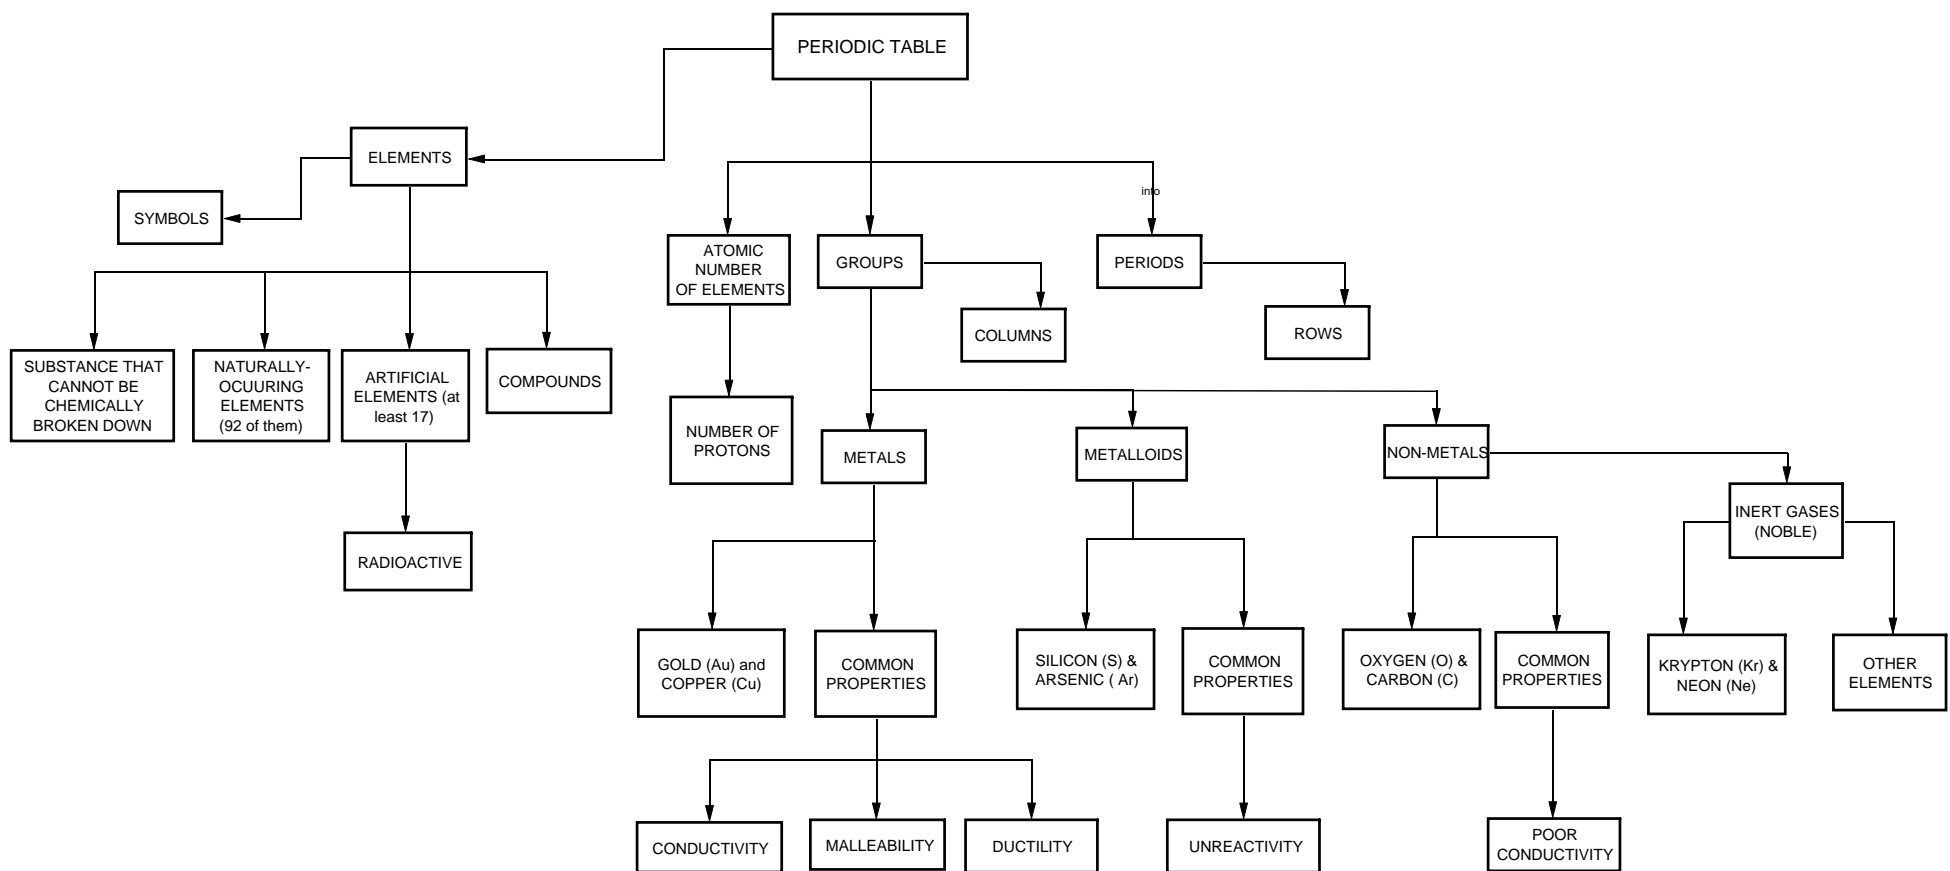 PERIODIC TABLE
ELEMENTS
into
SYMBOLS
ATOMIC
NUMBER
OF ELEMENTS
GROUPS
PERIODS
COLUMNS
ROWS
SUBSTANCE THAT
CANNOT BE
CHEMICALLY
BROKEN DOWN
NATURALLY-
OCUURING
ELEMENTS
(92 of them)
ARTIFICIAL
ELEMENTS (at
least 17)
COMPOUNDS
NUMBER OF
PROTONS
METALS
METALLOIDS
NON-METALS
INERT GASES
(NOBLE)
RADIOACTIVE
GOLD (Au) and
COPPER (Cu)
COMMON
PROPERTIES
SILICON (S) &
ARSENIC ( Ar)
COMMON
PROPERTIES
OXYGEN (O) &
CARBON (C)
COMMON
PROPERTIES
KRYPTON (Kr) &
NEON (Ne)
OTHER
ELEMENTS
CONDUCTIVITY
MALLEABILITY
DUCTILITY
UNREACTIVITY
POOR
CONDUCTIVITY